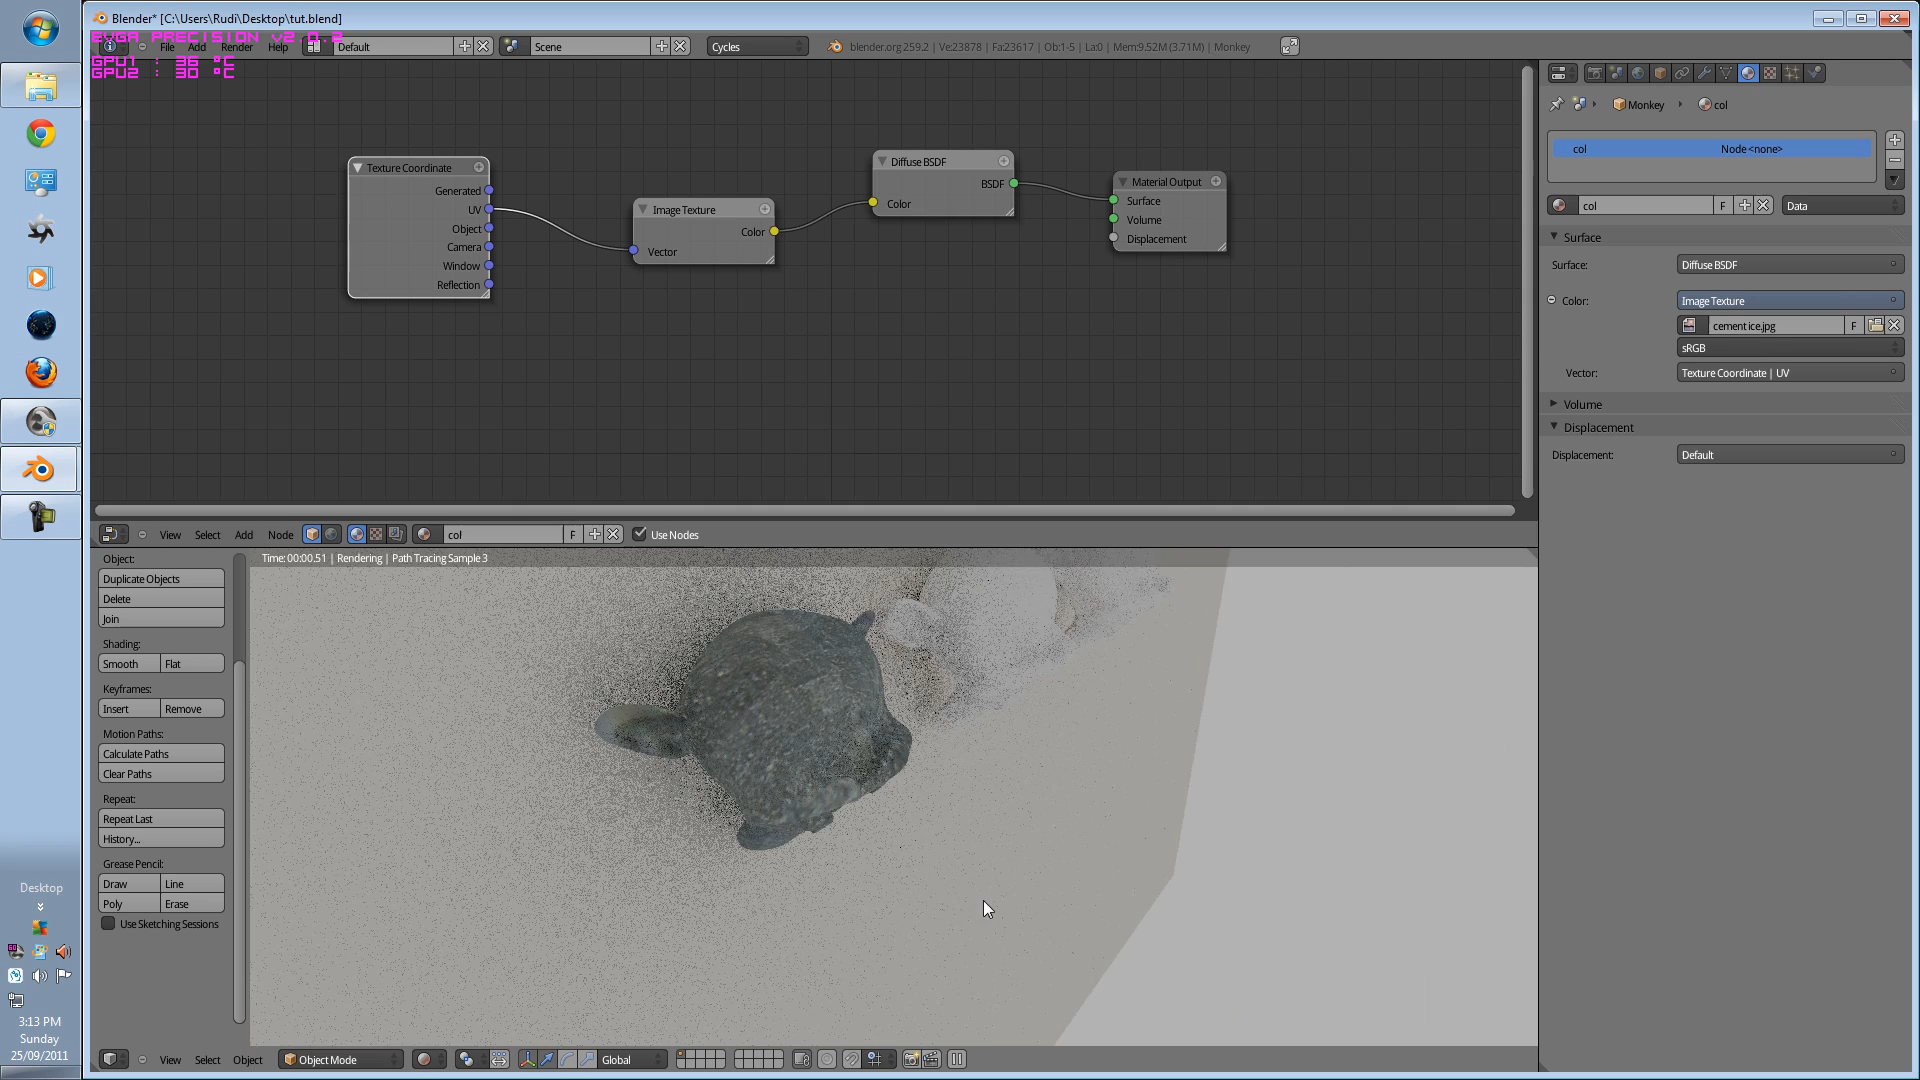 Blender* [C:\Users\Rudi\Desktop\tut.blend]
EVGA PRECISION v2.0.2
File Add Render Help Default Scene Cycles blender.org 259.2 | Ve:23878 | Fa:23617 | Ob:1-5 | La:0 | Mem:9.52M (3.71M) | Monkey
GPU1 : 36 °C
GPU2 : 30 °C
Texture Coordinate
Generated
UV
Object
Camera
Window
Reflection
Image Texture
Color
Vector
Diffuse BSDF
BSDF
Color
Material Output
Surface
Volume
Displacement
Monkey col
col Node <none>
col F Data
Surface
Surface: Diffuse BSDF
Color: Image Texture
cement ice.jpg F
sRGB
Vector: Texture Coordinate | UV
Volume
Displacement
Displacement: Default
View Select Add Node col F Use Nodes
Time: 00:00.51 | Rendering | Path Tracing Sample 3
Object:
Duplicate Objects
Delete
Join
Shading:
Smooth Flat
Keyframes:
Insert Remove
Motion Paths:
Calculate Paths
Clear Paths
Repeat:
Repeat Last
History...
Grease Pencil:
Draw Line
Poly Erase
Use Sketching Sessions
View Select Object Object Mode Global
Desktop
3:13 PM
Sunday
25/09/2011